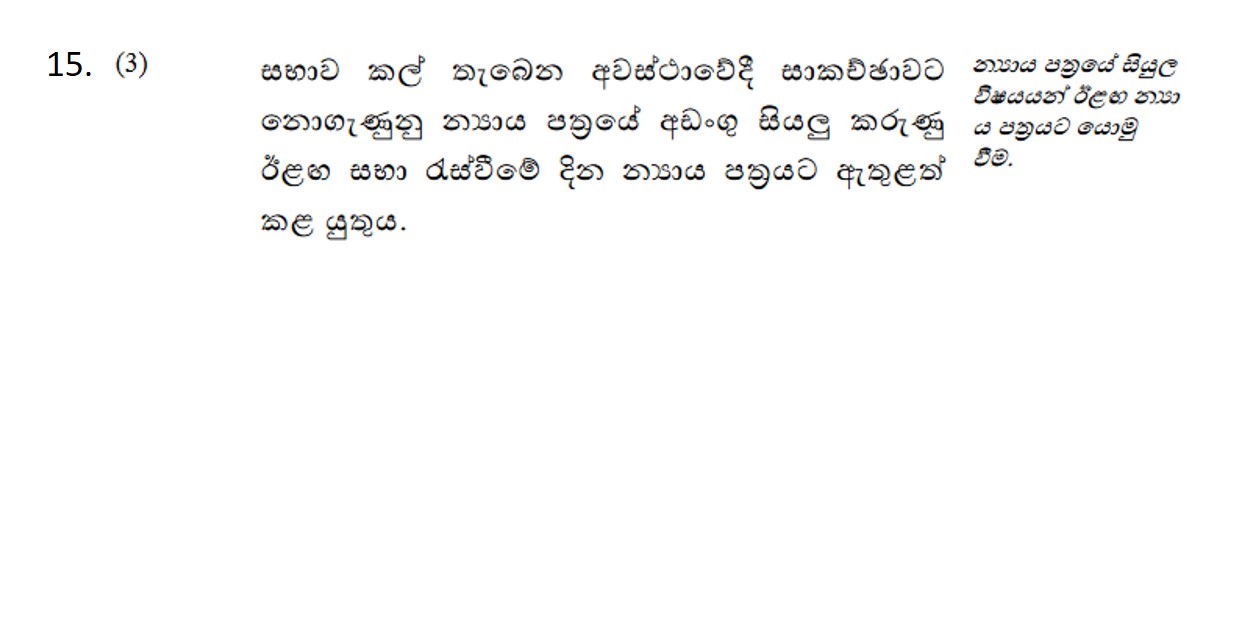 15. (3)
සභාව කල් තැබෙන අවස්ථාවේදී සාකච්ඡාවට
නොගැණුනු න්‍යාය පත්‍රයේ අඩංගු සියලු කරුණු
ඊළඟ සභා රැස්වීමේ දින න්‍යාය පත්‍රයට ඇතුළත්
කළ යුතුය.
න්‍යාය පත්‍රයේ සියුල
විෂයයන් ඊළඟ න්‍යා
ය පත්‍රයට යොමු
වීම.